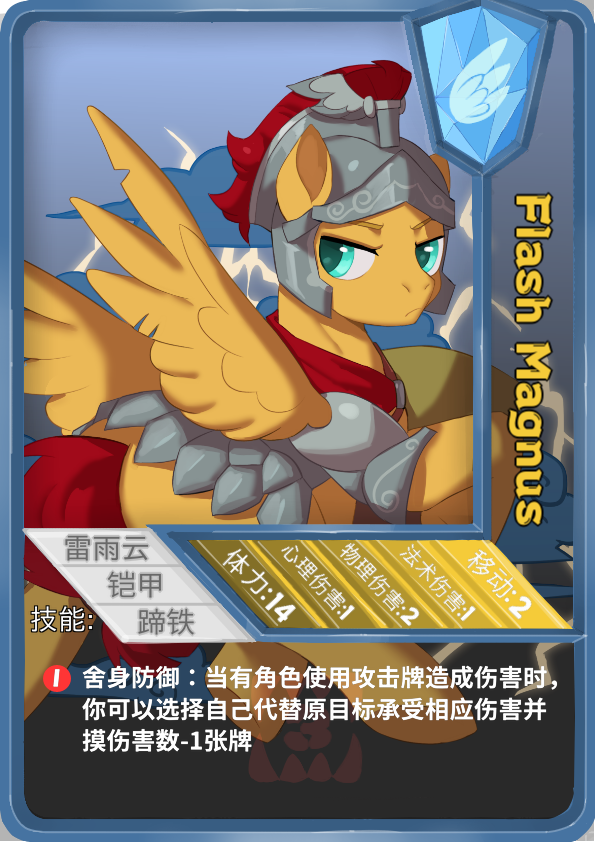 Flash Magnus
雷雨云
铠甲
技能:
蹄铁
体力:14
心理伤害:1
物理伤害:2
法术伤害:1
移动:2
1 舍身防御：当有角色使用攻击牌造成伤害时，
你可以选择自己代替原目标承受相应伤害并
摸伤害数-1张牌